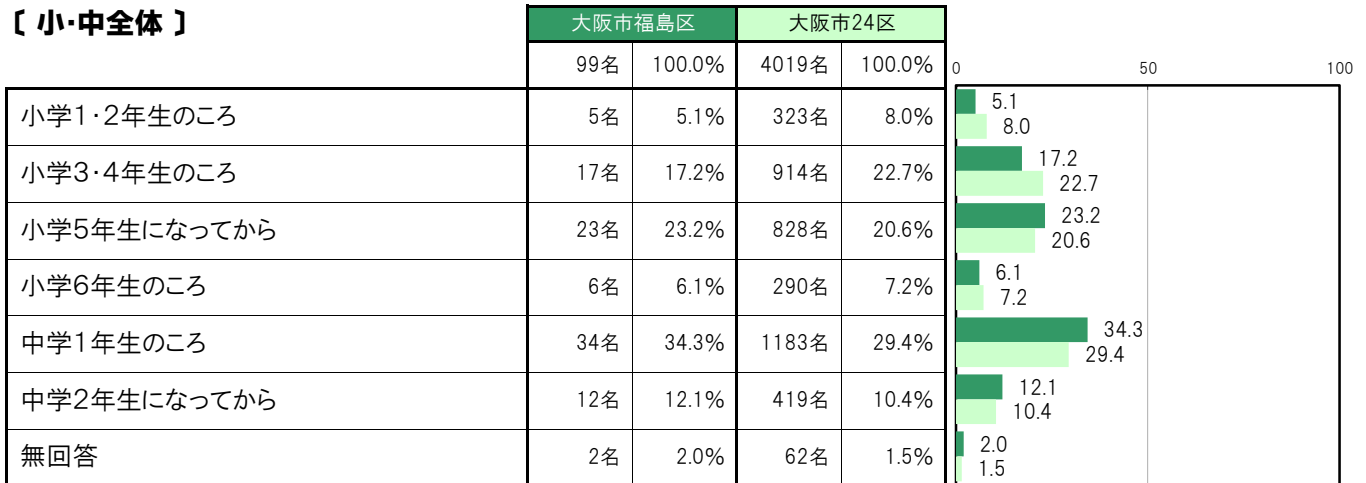 〔 小・中全体 〕
大阪市福島区 大阪市24区
99名 100.0% 4019名 100.0%
0 50 100
小学1・2年生のころ 5名 5.1% 323名 8.0% 5.1
8.0
小学3・4年生のころ 17名 17.2% 914名 22.7% 17.2
22.7
小学5年生になってから 23名 23.2% 828名 20.6% 23.2
20.6
小学6年生のころ 6名 6.1% 290名 7.2% 6.1
7.2
中学1年生のころ 34名 34.3% 1183名 29.4% 34.3
29.4
中学2年生になってから 12名 12.1% 419名 10.4% 12.1
10.4
無回答 2名 2.0% 62名 1.5% 2.0
1.5